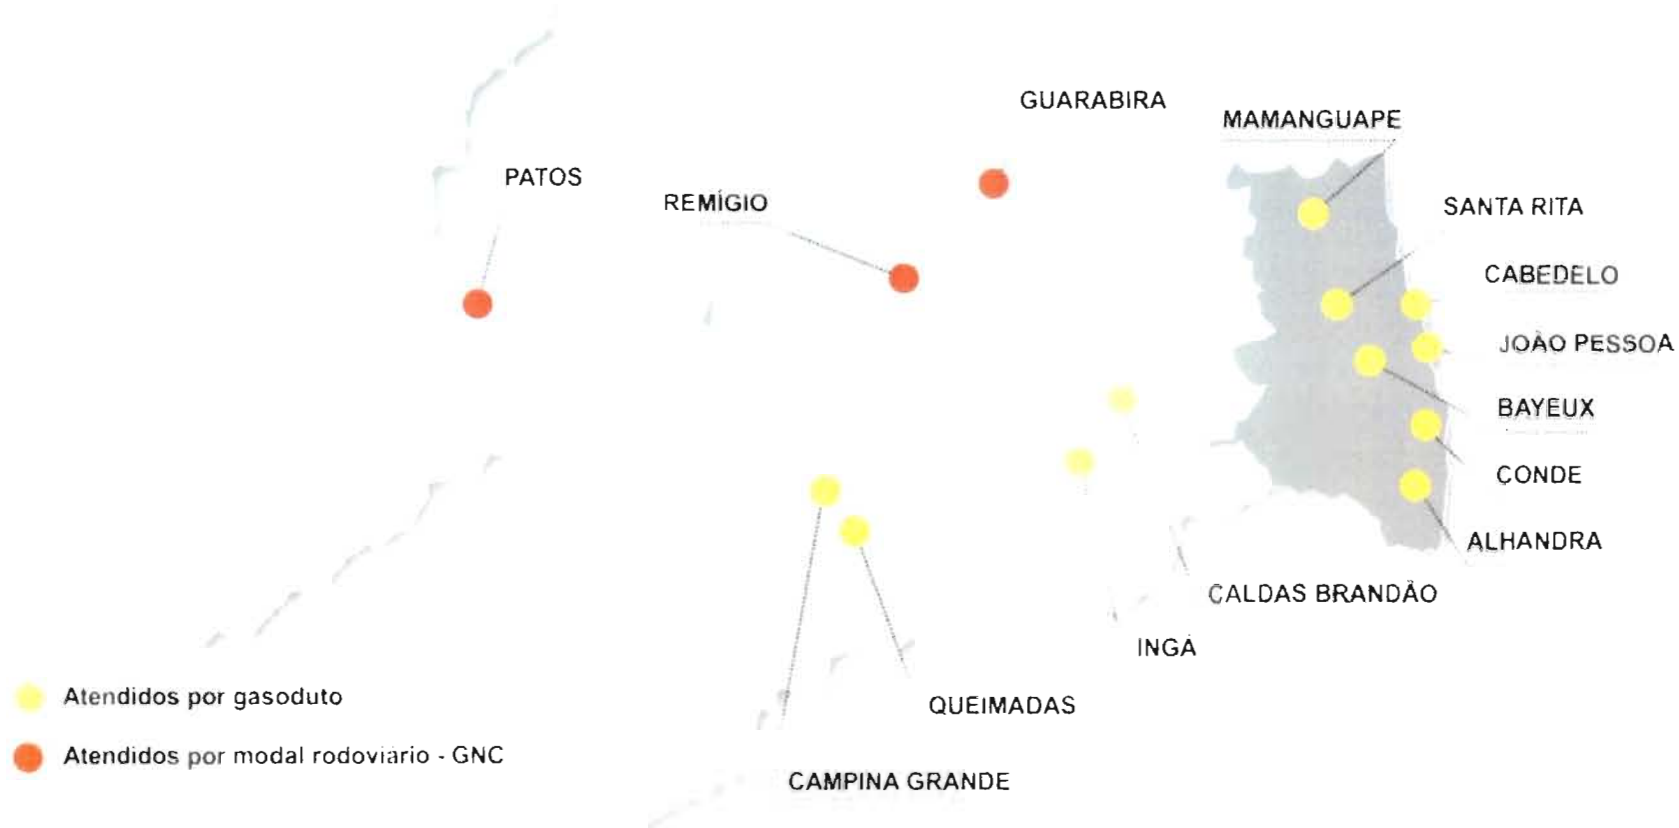 GUARABIRA
MAMANGUAPE
PATOS
REMÍGIO
SANTA RITA
CABEDELO
JOÃO PESSOA
BAYEUX
CONDE
ALHANDRA
CALDAS BRANDÃO
INGÁ
QUEIMADAS
CAMPINA GRANDE
Atendidos por gasoduto
Atendidos por modal rodoviário - GNC